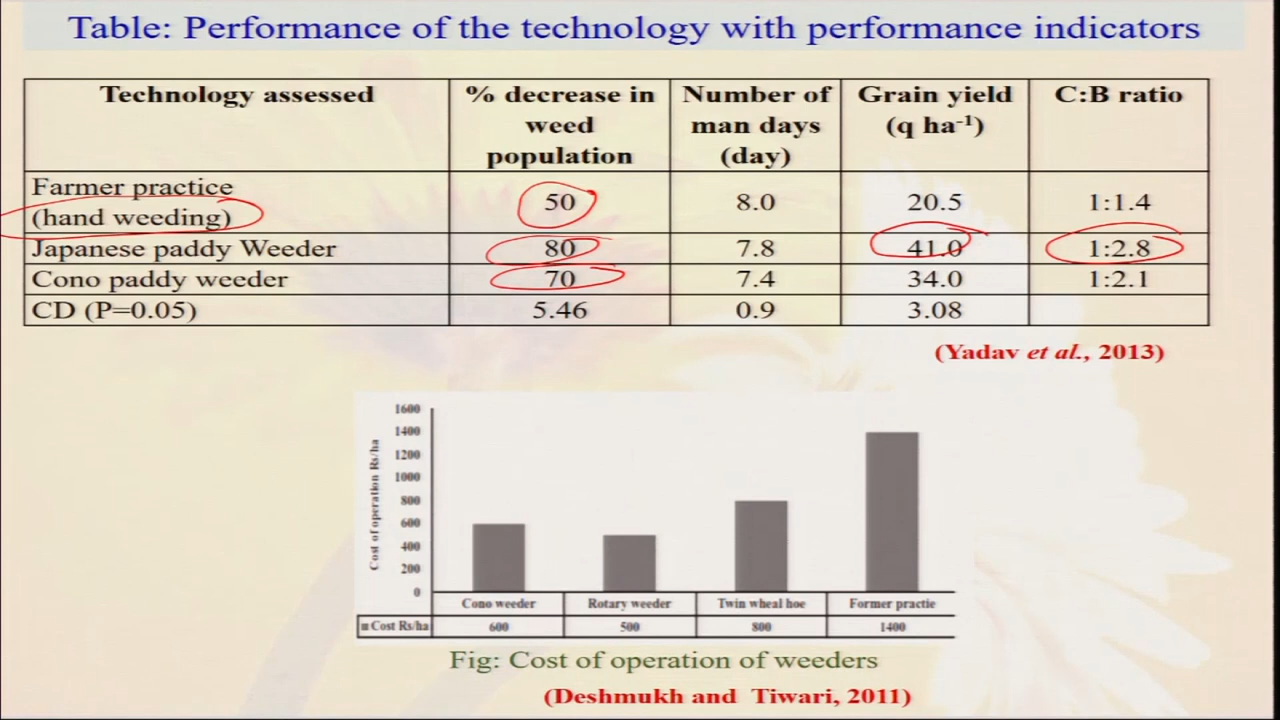 Table: Performance of the technology with performance indicators
Technology assessed | % decrease in weed population | Number of man days (day) | Grain yield (q ha⁻¹) | C:B ratio
Farmer practice (hand weeding) | 50 | 8.0 | 20.5 | 1:1.4
Japanese paddy Weeder | 80 | 7.8 | 41.0 | 1:2.8
Cono paddy weeder | 70 | 7.4 | 34.0 | 1:2.1
CD (P=0.05) | 5.46 | 0.9 | 3.08
(Yadav et al., 2013)
Cost of operation Rs/ha
1600
1400
1200
1000
800
600
400
200
0
Cono weeder | Rotary weeder | Twin wheal hoe | Former practie
Cost Rs/ha | 600 | 500 | 800 | 1400
Fig: Cost of operation of weeders
(Deshmukh and Tiwari, 2011)